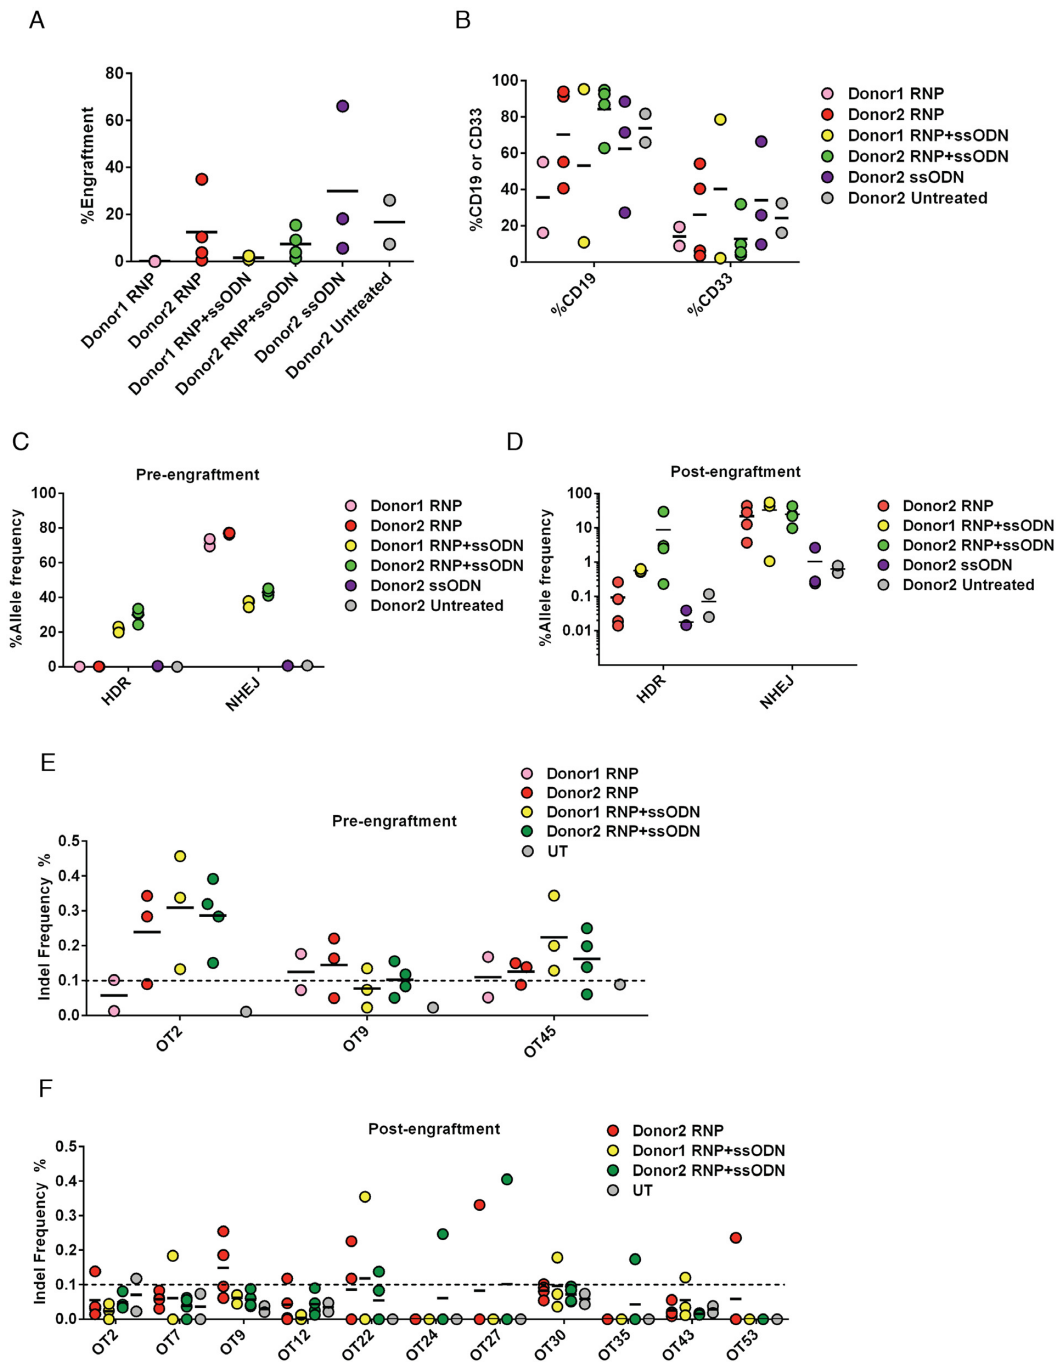 A
%Engraftment
80
60
40
20
0
Donor1 RNP
Donor2 RNP
Donor1 RNP+ssODN
Donor2 RNP+ssODN
Donor2 ssODN
Donor2 Untreated
B
%CD19 or CD33
100
80
60
40
20
0
%CD19
%CD33
Donor1 RNP
Donor2 RNP
Donor1 RNP+ssODN
Donor2 RNP+ssODN
Donor2 ssODN
Donor2 Untreated
C
Pre-engraftment
%Allele frequency
100
80
60
40
20
0
HDR
NHEJ
Donor1 RNP
Donor2 RNP
Donor1 RNP+ssODN
Donor2 RNP+ssODN
Donor2 ssODN
Donor2 Untreated
D
Post-engraftment
%Allele frequency
100
10
1
0.1
0.01
HDR
NHEJ
Donor2 RNP
Donor1 RNP+ssODN
Donor2 RNP+ssODN
Donor2 ssODN
Donor2 Untreated
E
Pre-engraftment
Donor1 RNP
Donor2 RNP
Donor1 RNP+ssODN
Donor2 RNP+ssODN
UT
Indel Frequency %
0.5
0.4
0.3
0.2
0.1
0.0
OT2
OT9
OT45
F
Post-engraftment
Donor2 RNP
Donor1 RNP+ssODN
Donor2 RNP+ssODN
UT
Indel Frequency %
0.5
0.4
0.3
0.2
0.1
0.0
OT2
OT7
OT9
OT12
OT22
OT24
OT27
OT30
OT35
OT43
OT53